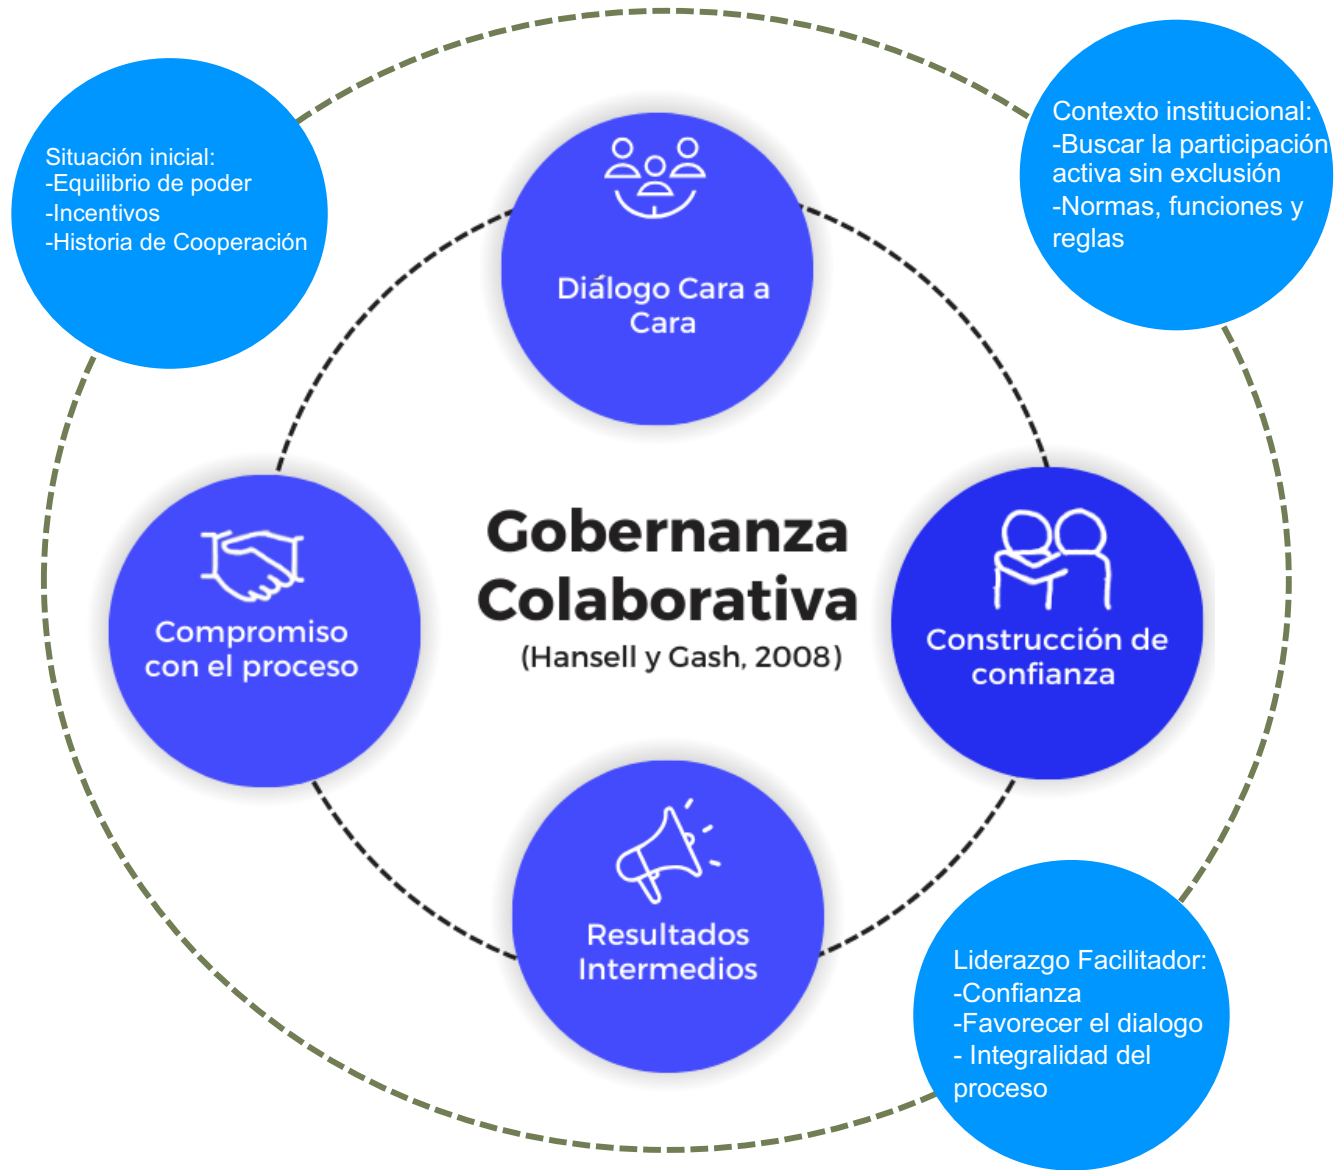 Situación inicial:
-Equilibrio de poder
-Incentivos
-Historia de Cooperación
Contexto institucional:
-Buscar la participación
activa sin exclusión
-Normas, funciones y
reglas
Diálogo Cara a
Cara
Gobernanza
Colaborativa
(Hansell y Gash, 2008)
Compromiso
con el proceso
Construcción de
confianza
Resultados
Intermedios
Liderazgo Facilitador:
-Confianza
-Favorecer el dialogo
- Integralidad del
proceso